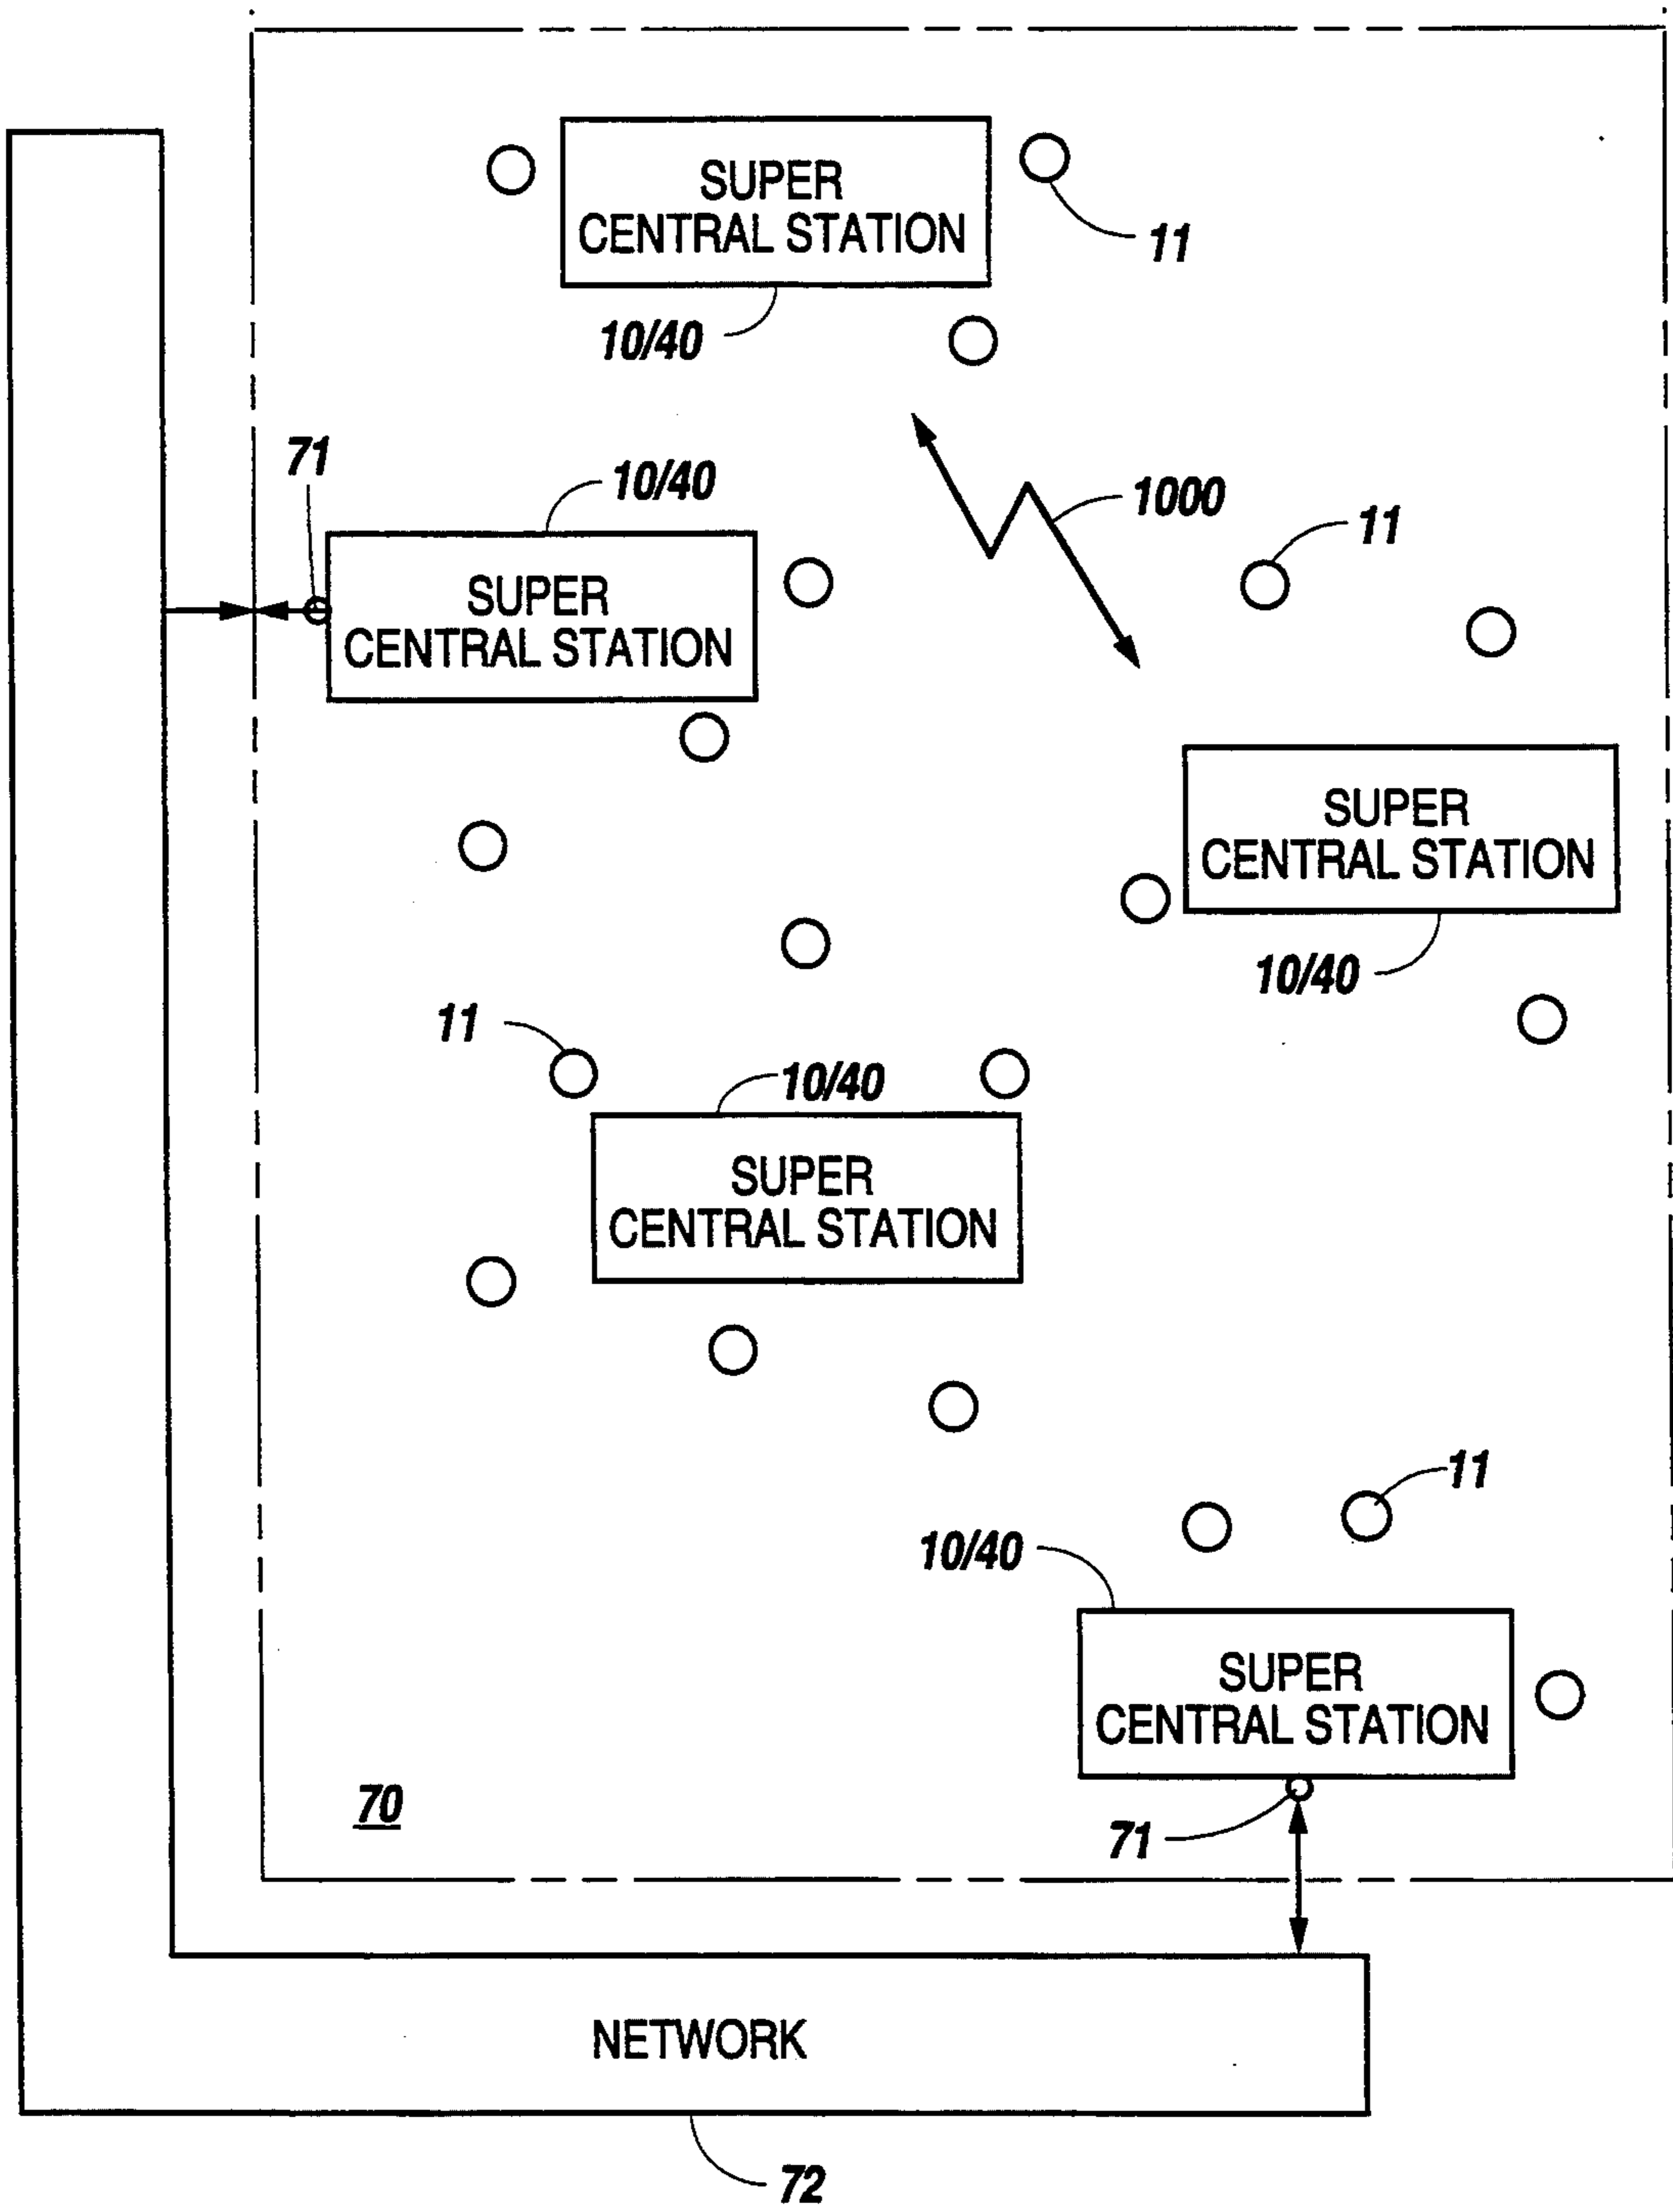 SUPER
CENTRAL STATION
11
10/40
71
10/40
1000
11
SUPER
CENTRAL STATION
SUPER
CENTRAL STATION
10/40
11
10/40
SUPER
CENTRAL STATION
11
10/40
SUPER
CENTRAL STATION
70
71
NETWORK
72